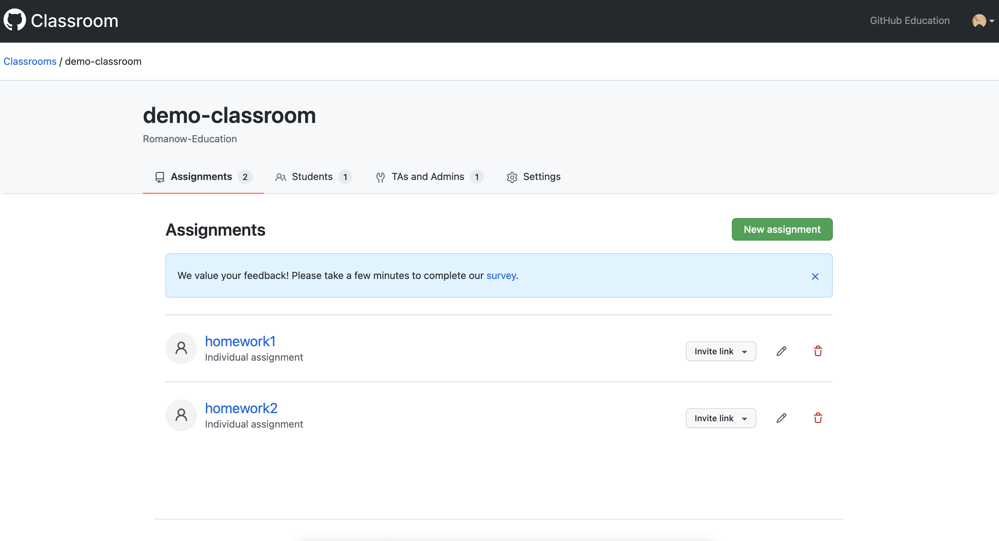 Classroom
GitHub Education
Classrooms / demo-classroom
demo-classroom
Romanow-Education
Assignments 2 Students 1 TAs and Admins 1 Settings
Assignments
New assignment
We value your feedback! Please take a few minutes to complete our survey.
homework1
Individual assignment
Invite link
homework2
Individual assignment
Invite link